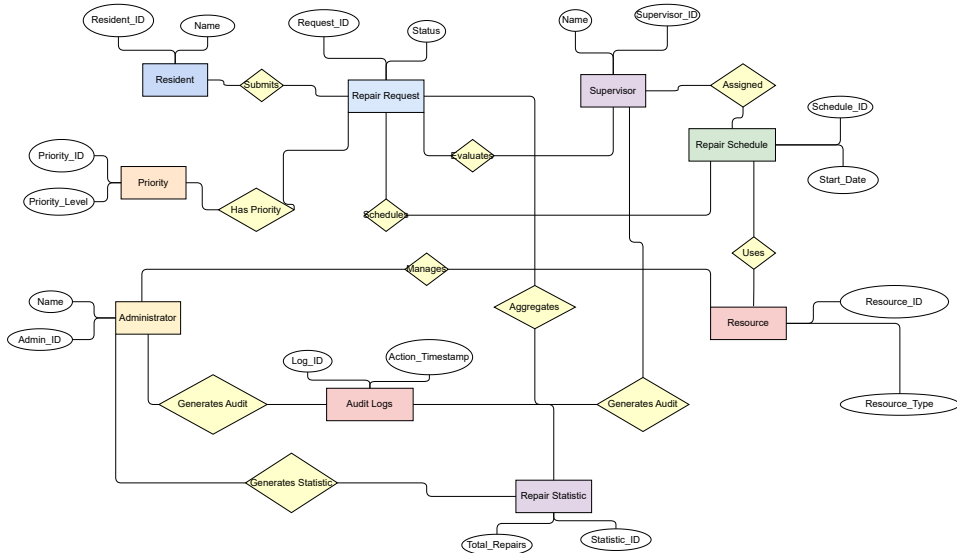 Resident_ID
Name
Request_ID
Status
Name
Supervisor_ID
Resident
Submits
Repair Request
Supervisor
Assigned
Schedule_ID
Repair Schedule
Priority_ID
Evaluates
Priority
Start_Date
Priority_Level
Has Priority
Schedules
Uses
Manages
Name
Resource_ID
Administrator
Aggregates
Resource
Admin_ID
Log_ID
Action_Timestamp
Generates Audit
Audit Logs
Generates Audit
Resource_Type
Generates Statistic
Repair Statistic
Total_Repairs
Statistic_ID